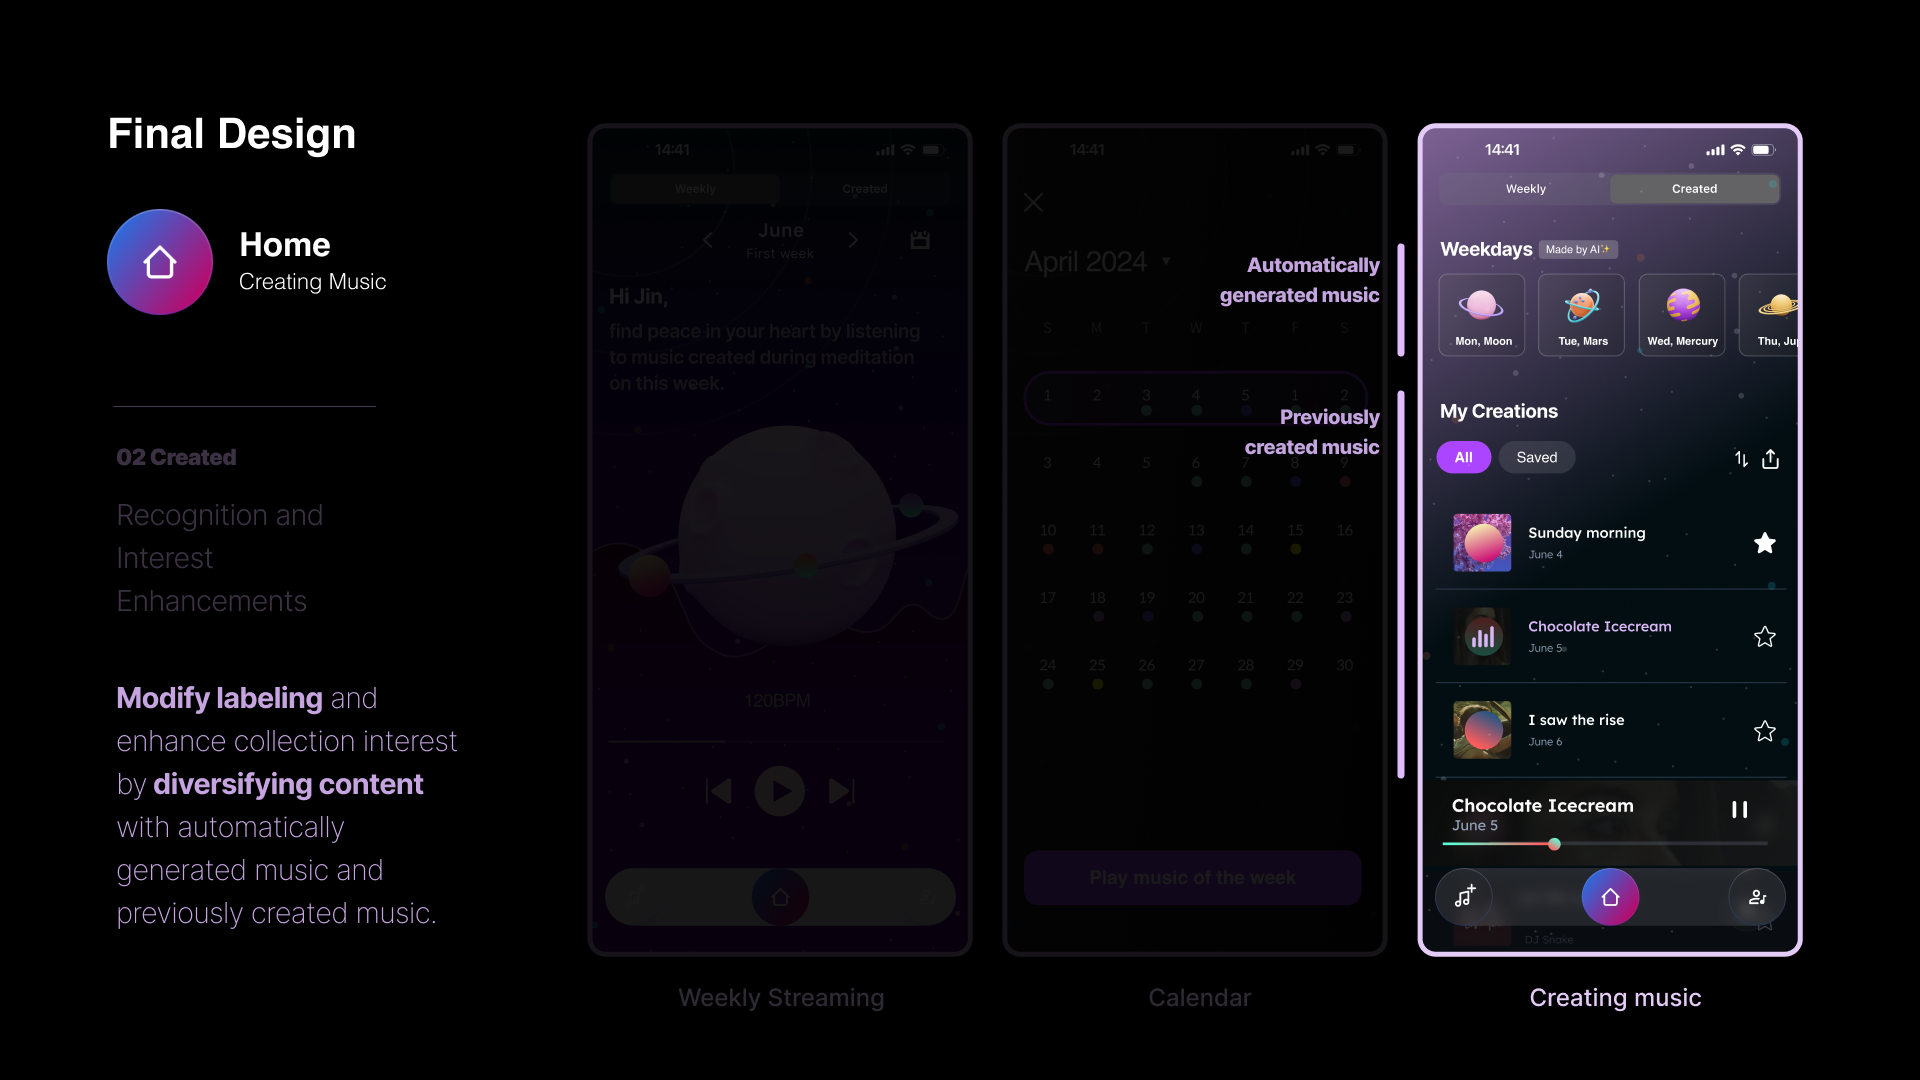 Final Design
Home
Creating Music
02 Created
Recognition and
Interest
Enhancements
Modify labeling and
enhance collection interest
by diversifying content
with automatically
generated music and
previously created music.
14:41
Weekly
Created
June
First week
Hi Jin,
find peace in your heart by listening
to music created during meditation
on this week.
120BPM
Weekly Streaming
14:41
April 2024
S M T W T F S
1 2 3 4 5 1 2
3 4 5 6 7 8 9
10 11 12 13 14 15 16
17 18 19 20 21 22 23
24 25 26 27 28 29 30
Play music of the week
Calendar
Automatically
generated music
Previously
created music
14:41
Weekly
Created
Weekdays
Made by AI
Mon, Moon
Tue, Mars
Wed, Mercury
Thu, Ju
My Creations
All
Saved
Sunday morning
June 4
Chocolate Icecream
June 5
I saw the rise
June 6
Chocolate Icecream
June 5
DJ Snake
Creating music